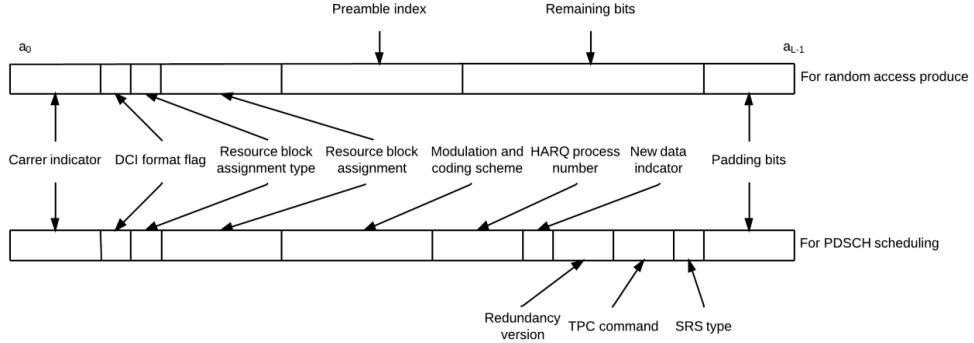 Preamble index
Remaining bits
a0
aL-1
For random access produce
Carrer indicator
DCI format flag
Resource block
assignment type
Resource block
assignment
Modulation and
coding scheme
HARQ process
number
New data
indcator
Padding bits
For PDSCH scheduling
Redundancy
version
TPC command
SRS type